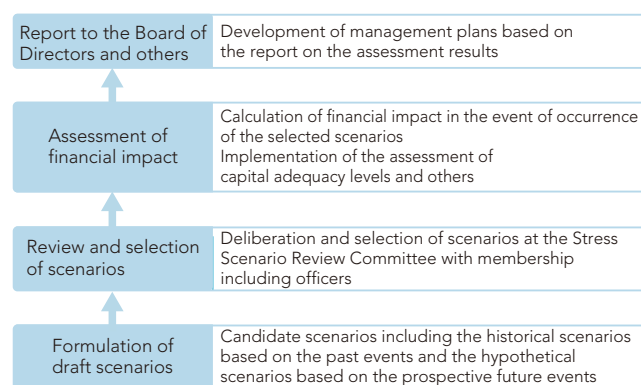 Report to the Board of
Directors and others
Development of management plans based on
the report on the assessment results
Assessment of
financial impact
Calculation of financial impact in the event of occurrence
of the selected scenarios
Implementation of the assessment of
capital adequacy levels and others
Review and selection
of scenarios
Deliberation and selection of scenarios at the Stress
Scenario Review Committee with membership
including officers
Formulation of
draft scenarios
Candidate scenarios including the historical scenarios
based on the past events and the hypothetical
scenarios based on the prospective future events